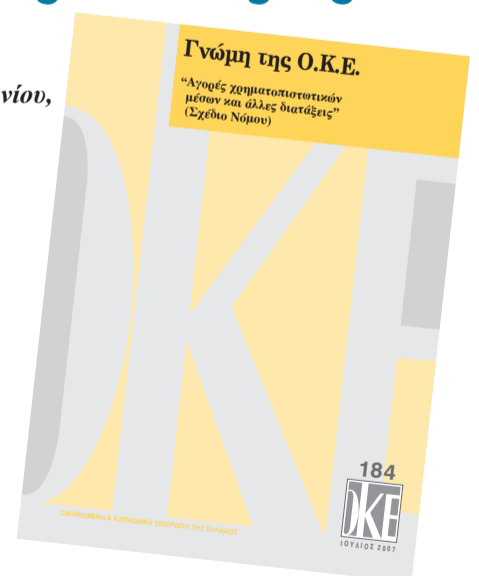 νίου,
Γνώμη της Ο.Κ.Ε.
“Αγορές χρηματοπιστωτικών
μέσων και άλλες διατάξεις”
(Σχέδιο Νόμου)
ΟΚΕ
184
ΟΚΕ
ΟΙΚΟΝΟΜΙΚΗ & ΚΟΙΝΩΝΙΚΗ ΕΠΙΤΡΟΠΗ ΤΗΣ ΕΛΛΑΔΟΣ
ΙΟΥΛΙΟΣ 2007